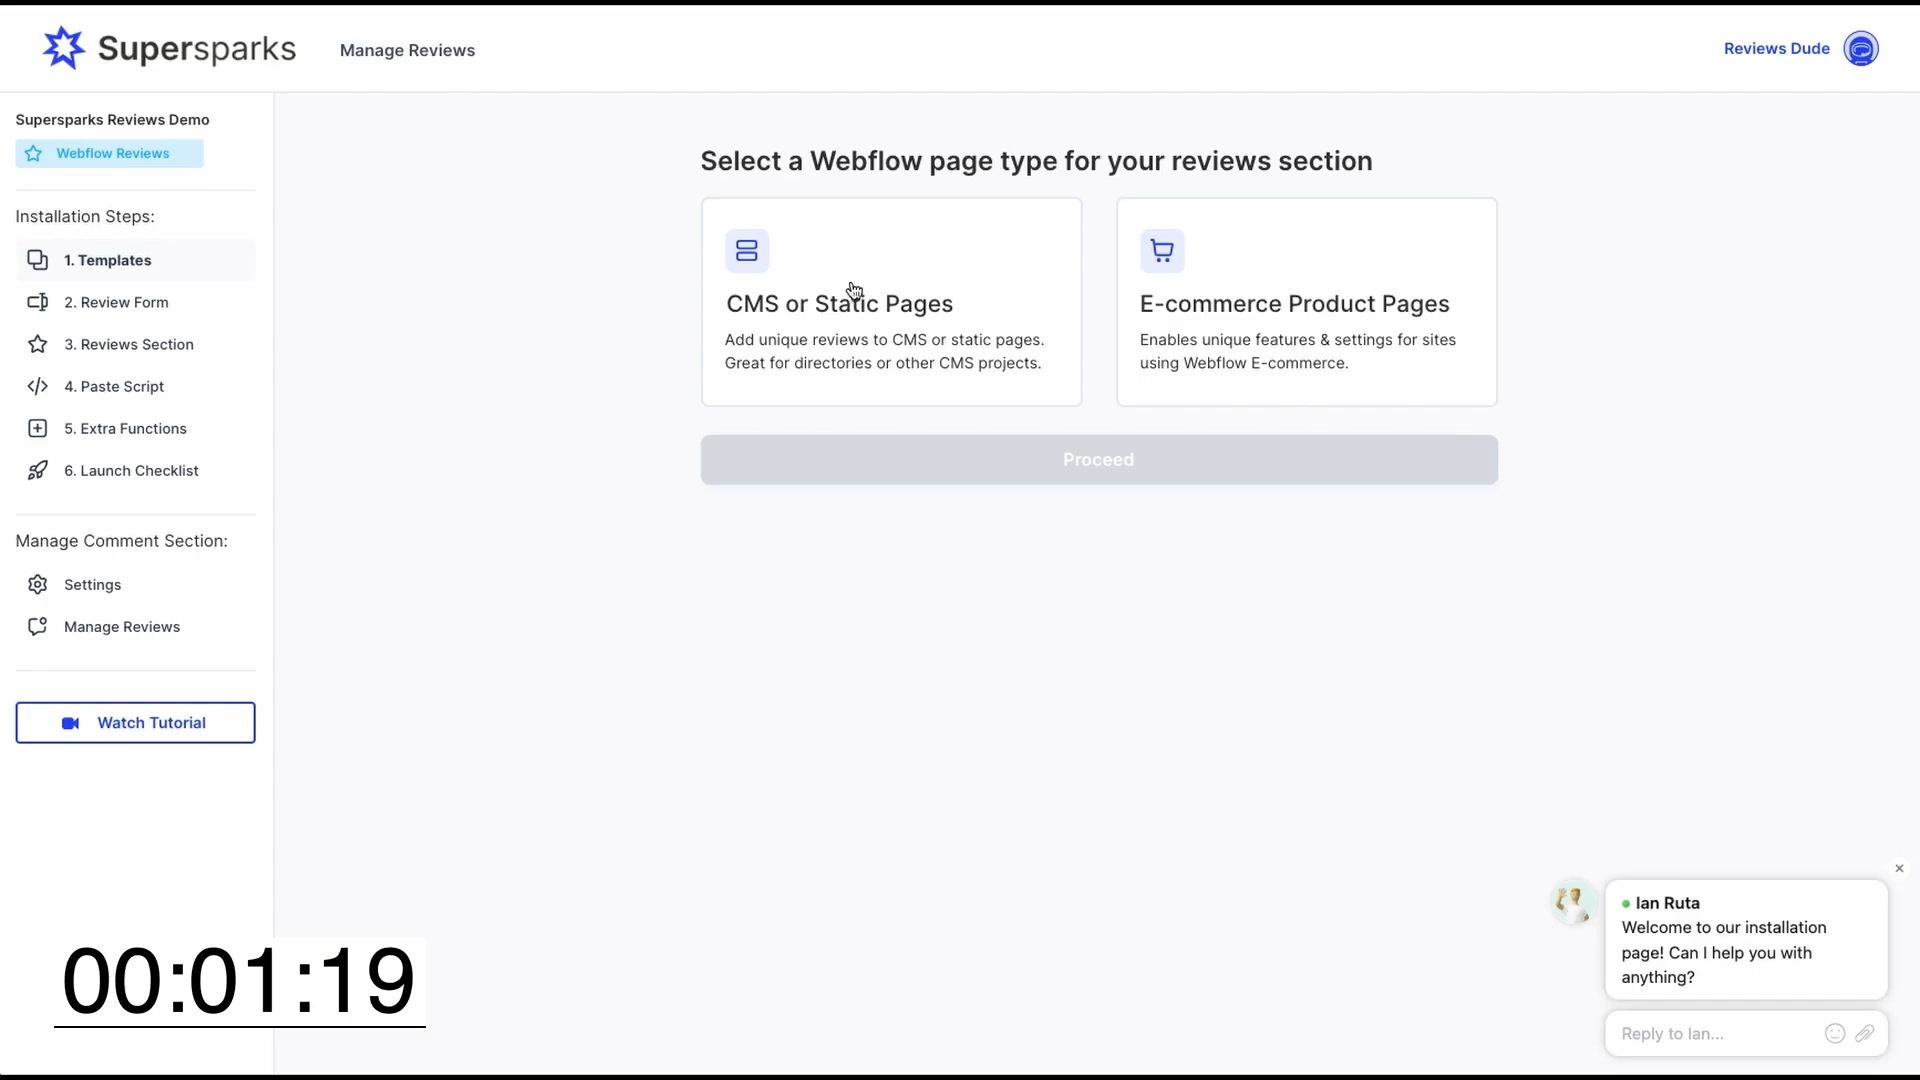 Supersparks
Manage Reviews
Reviews Dude
Supersparks Reviews Demo
Webflow Reviews
Installation Steps:
1. Templates
2. Review Form
3. Reviews Section
4. Paste Script
5. Extra Functions
6. Launch Checklist
Manage Comment Section:
Settings
Manage Reviews
Watch Tutorial
00:01:19
Select a Webflow page type for your reviews section
CMS or Static Pages
Add unique reviews to CMS or static pages.
Great for directories or other CMS projects.
E-commerce Product Pages
Enables unique features & settings for sites
using Webflow E-commerce.
Proceed
Ian Ruta
Welcome to our installation
page! Can I help you with
anything?
Reply to Ian...